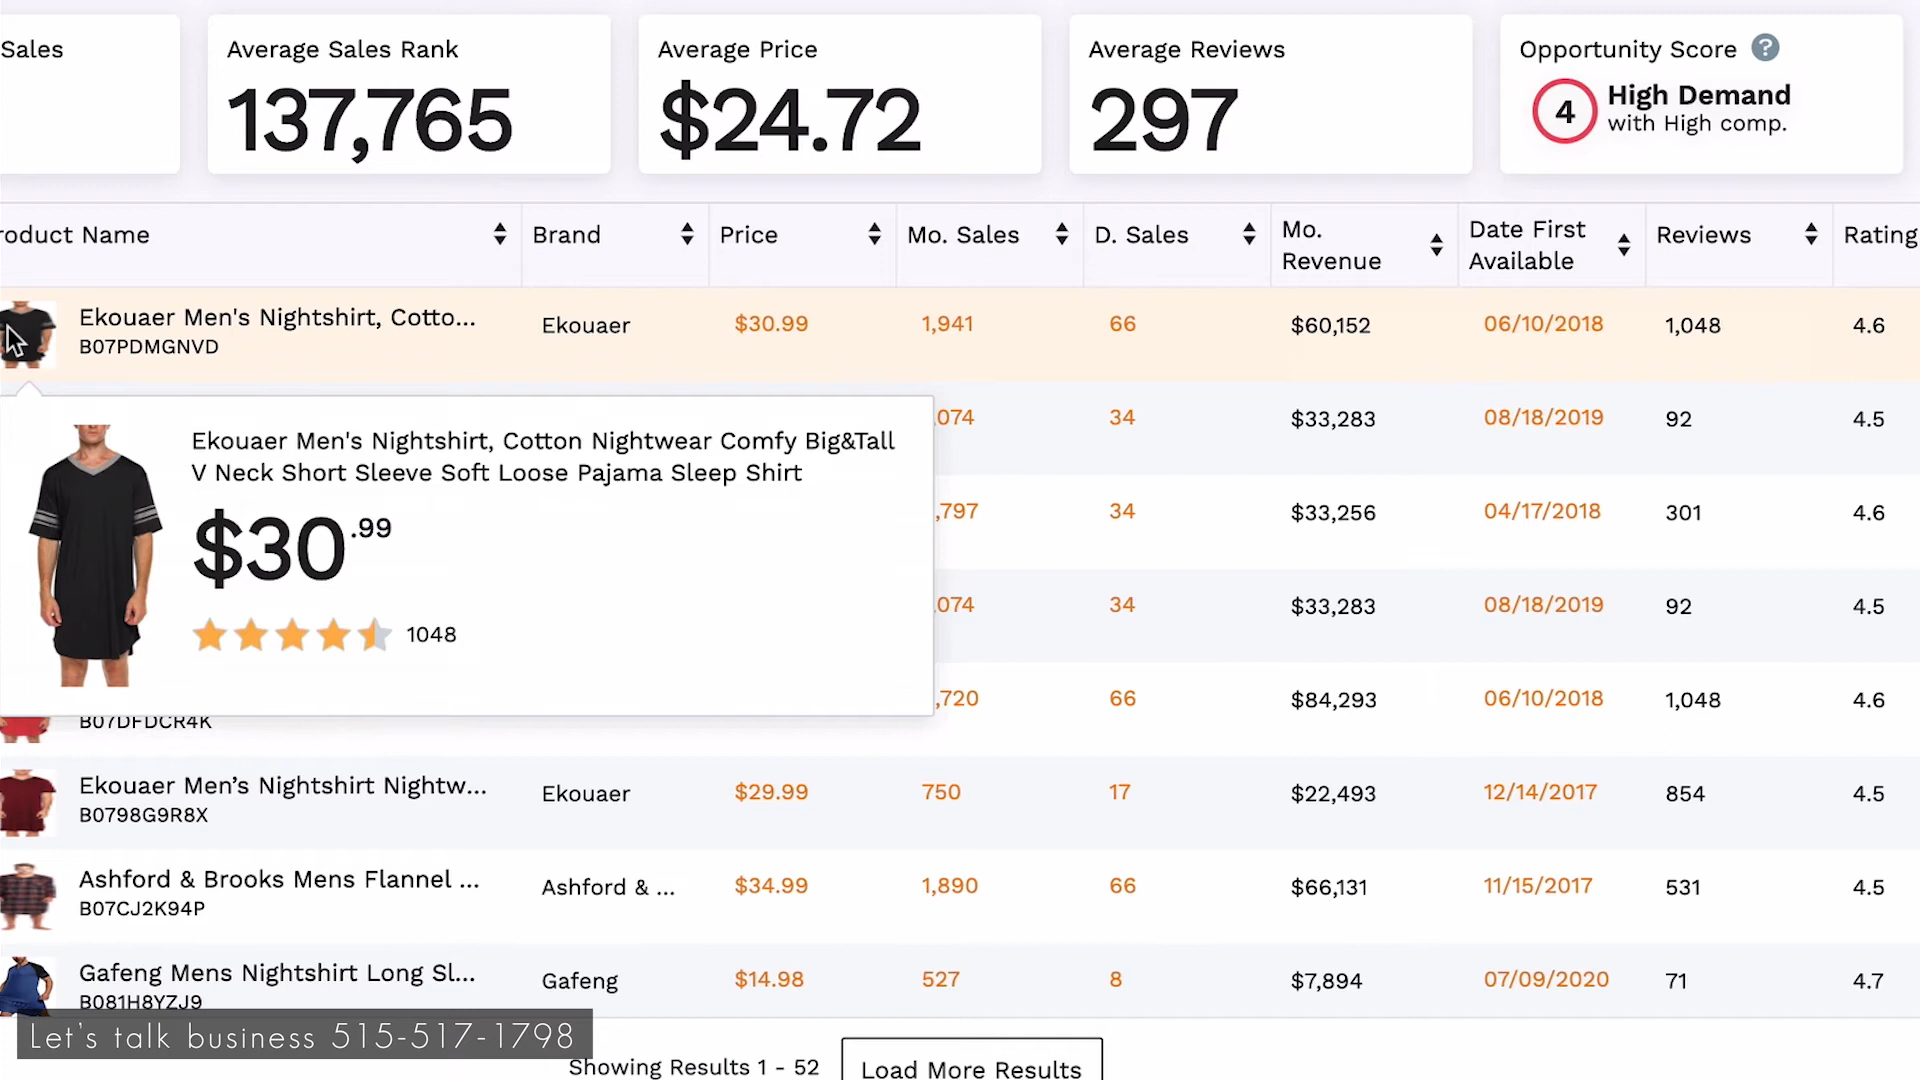 Sales
Average Sales Rank
137,765
Average Price
$24.72
Average Reviews
297
Opportunity Score ?
4 High Demand
with High comp.
roduct Name
Brand
Price
Mo. Sales
D. Sales
Mo.
Revenue
Date First
Available
Reviews
Rating
Ekouaer Men's Nightshirt, Cotto... Ekouaer $30.99 1,941 66 $60,152 06/10/2018 1,048 4.6
B07PDMGNVD
Ekouaer Men's Nightshirt, Cotton Nightwear Comfy Big&Tall
V Neck Short Sleeve Soft Loose Pajama Sleep Shirt
$30.99
1048
,074 34 $33,283 08/18/2019 92 4.5
,797 34 $33,256 04/17/2018 301 4.6
,074 34 $33,283 08/18/2019 92 4.5
,720 66 $84,293 06/10/2018 1,048 4.6
B07DFDCR4K
Ekouaer Men’s Nightshirt Nightw... Ekouaer $29.99 750 17 $22,493 12/14/2017 854 4.5
B0798G9R8X
Ashford & Brooks Mens Flannel ... Ashford & ... $34.99 1,890 66 $66,131 11/15/2017 531 4.5
B07CJ2K94P
Gafeng Mens Nightshirt Long Sl... Gafeng $14.98 527 8 $7,894 07/09/2020 71 4.7
B081H8YZJ9
Let's talk business 515-517-1798
Showing Results 1 - 52
Load More Results